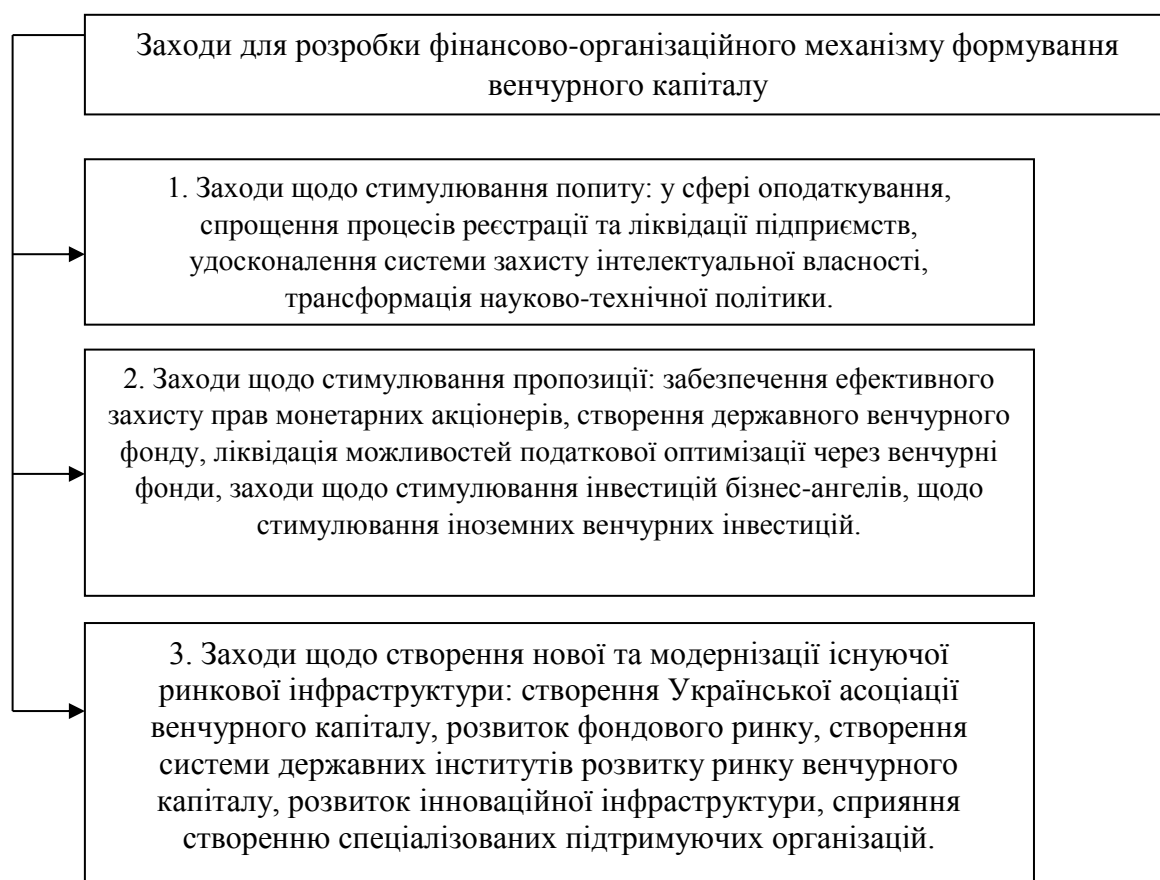 Заходи для розробки фінансово-організаційного механізму формування
венчурного капіталу
1. Заходи щодо стимулювання попиту: у сфері оподаткування,
спрощення процесів реєстрації та ліквідації підприємств,
удосконалення системи захисту інтелектуальної власності,
трансформація науково-технічної політики.
2. Заходи щодо стимулювання пропозиції: забезпечення ефективного
захисту прав монетарних акціонерів, створення державного венчурного
фонду, ліквідація можливостей податкової оптимізації через венчурні
фонди, заходи щодо стимулювання інвестицій бізнес-ангелів, щодо
стимулювання іноземних венчурних інвестицій.
3. Заходи щодо створення нової та модернізації існуючої
ринкової інфраструктури: створення Української асоціації
венчурного капіталу, розвиток фондового ринку, створення
системи державних інститутів розвитку ринку венчурного
капіталу, розвиток інноваційної інфраструктури, сприяння
створенню спеціалізованих підтримуючих організацій.